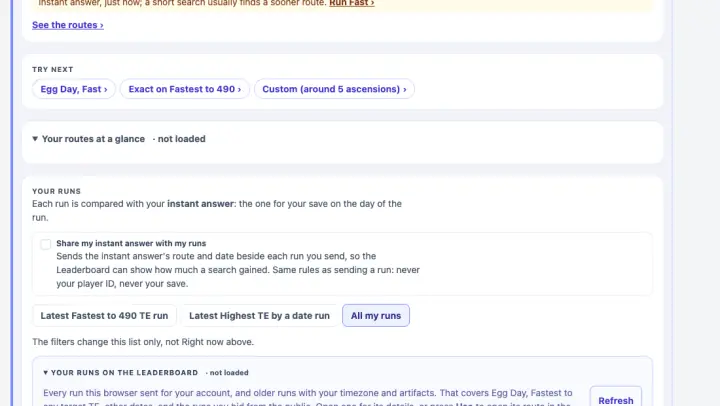 instant answer, just now; a short search usually finds a sooner route. Run Fast ›
See the routes ›
TRY NEXT
Egg Day, Fast ›
Exact on Fastest to 490 ›
Custom (around 5 ascensions) ›
▼ Your routes at a glance · not loaded
YOUR RUNS
Each run is compared with your instant answer: the one for your save on the day of the
run.
Share my instant answer with my runs
Sends the instant answer's route and date beside each run you send, so the
Leaderboard can show how much a search gained. Same rules as sending a run: never
your player ID, never your save.
Latest Fastest to 490 TE run
Latest Highest TE by a date run
All my runs
The filters change this list only, not Right now above.
▼ YOUR RUNS ON THE LEADERBOARD · not loaded
Every run this browser sent for your account, and older runs with your timezone and artifacts. That covers Egg Day, Fastest to
Refresh
any target TE, other dates, and the runs you hid from the public. Open one for its details, or press Use to open its route in the